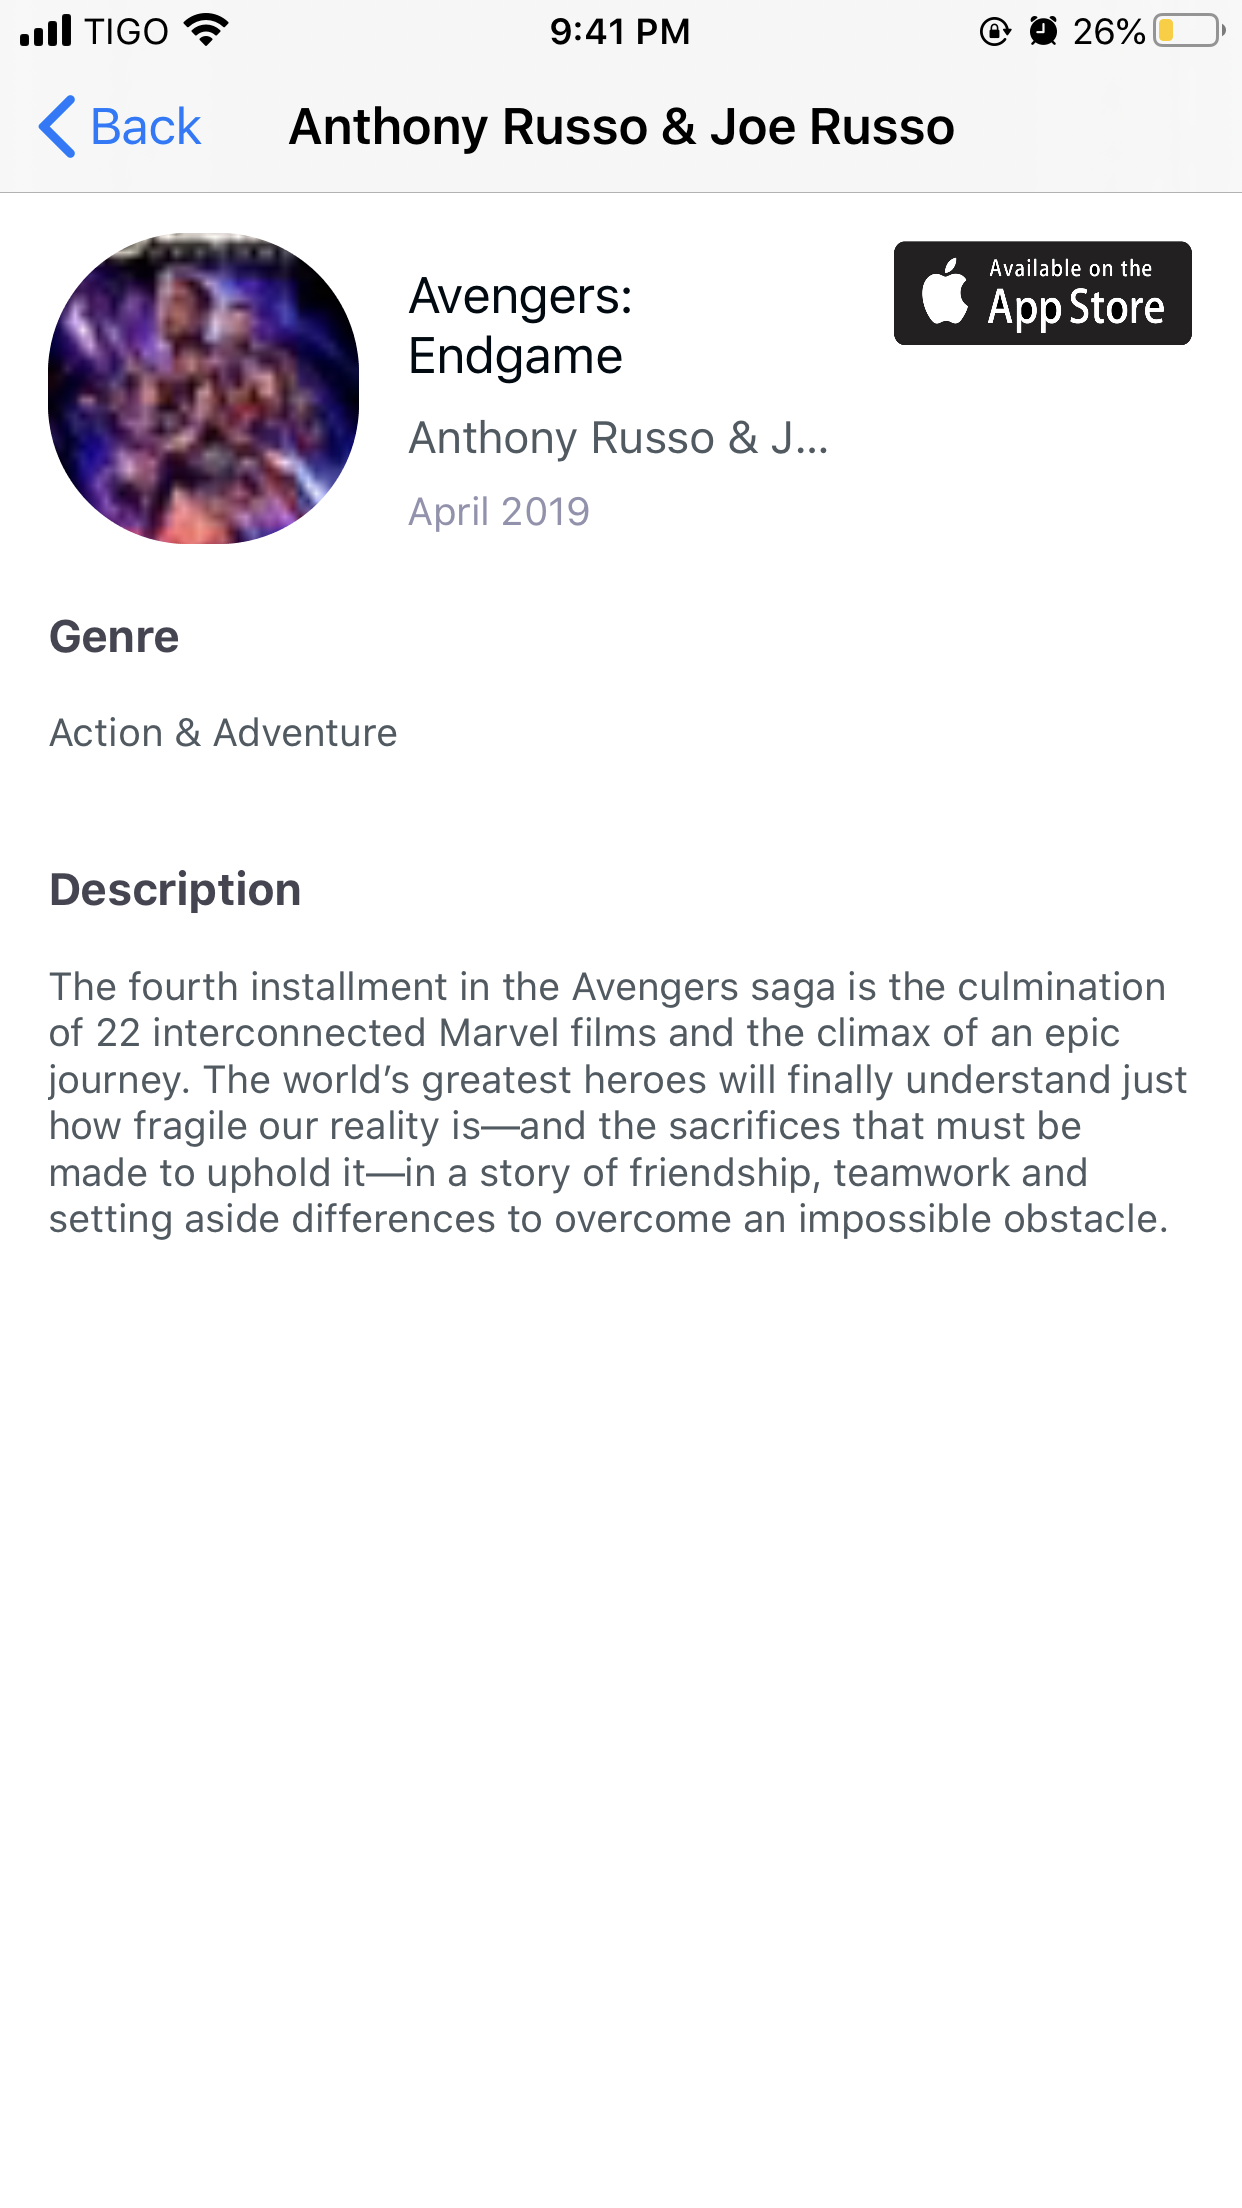 TIGO 9:41 PM 26%
Back Anthony Russo & Joe Russo
Avengers:
Endgame
Available on the
App Store
Anthony Russo & J...
April 2019
Genre
Action & Adventure
Description
The fourth installment in the Avengers saga is the culmination
of 22 interconnected Marvel films and the climax of an epic
journey. The world’s greatest heroes will finally understand just
how fragile our reality is—and the sacrifices that must be
made to uphold it—in a story of friendship, teamwork and
setting aside differences to overcome an impossible obstacle.